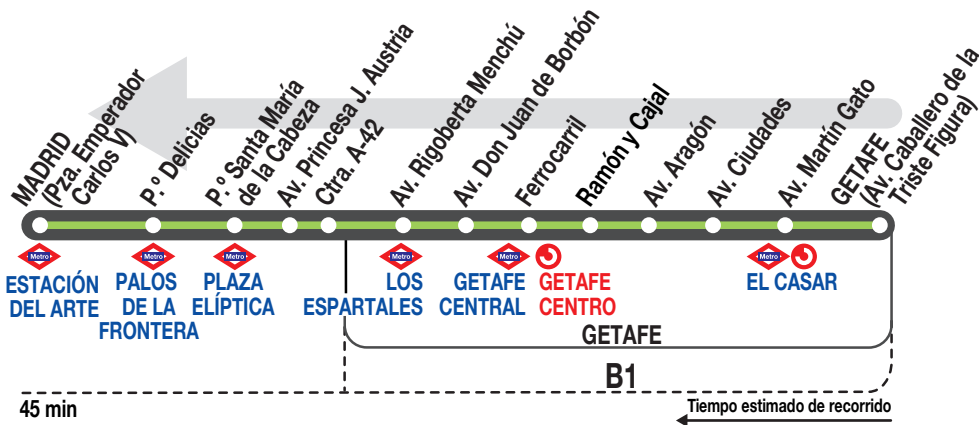 MADRID
(Pza. Emperador
Carlos V)
P.º Delicias
P.º Santa María
de la Cabeza
Av. Princesa J. Austria
Ctra. A-42
Av. Rigoberta Menchú
Av. Don Juan de Borbón
Ferrocarril
Ramón y Cajal
Av. Aragón
Av. Ciudades
Av. Martín Gato
GETAFE
(Av. Caballero de la
Triste Figura)
Metro
ESTACIÓN
DEL ARTE
Metro
PALOS
DE LA
FRONTERA
Metro
PLAZA
ELÍPTICA
Metro
LOS
ESPARTALES
Metro
GETAFE
CENTRAL
GETAFE
CENTRO
Metro
EL CASAR
GETAFE
B1
45 min
Tiempo estimado de recorrido